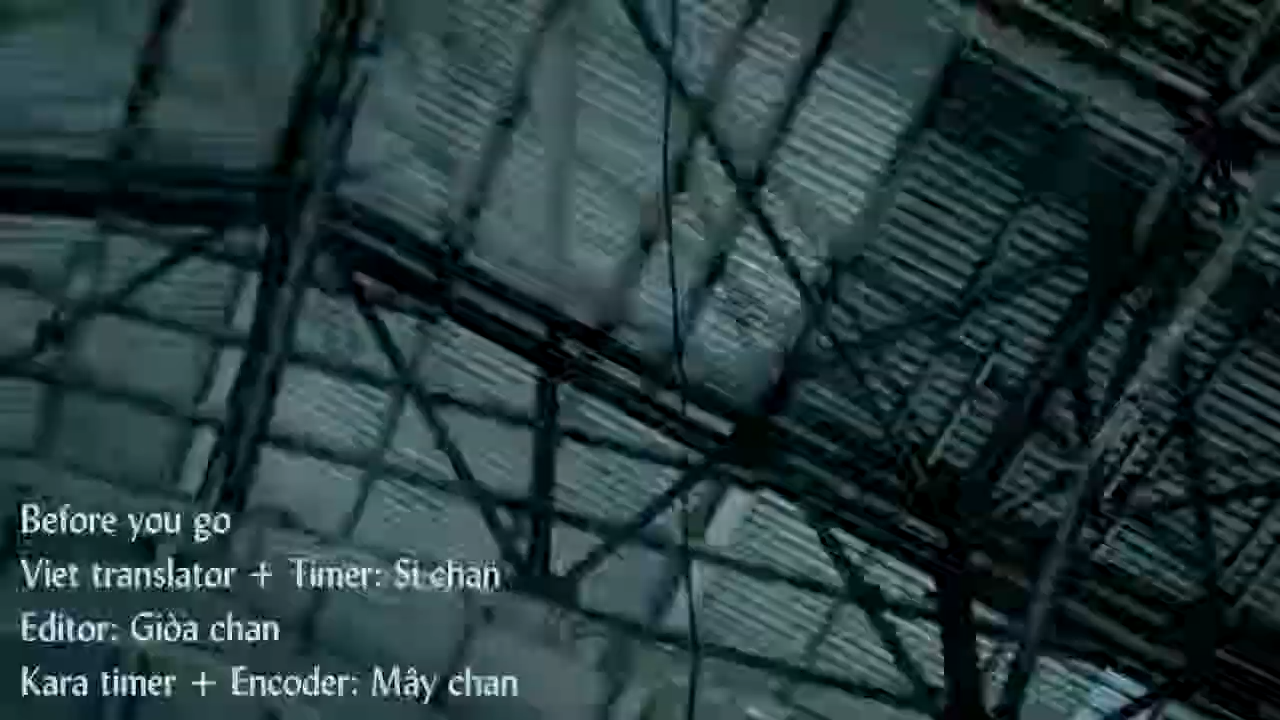 Before you go
Viet translator + Timer: Si chan
Editor: Giòa chan
Kara timer + Encoder: Mây chan